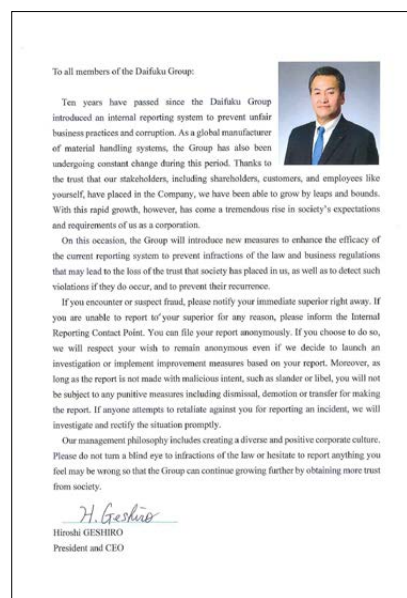 To all members of the Daifuku Group:
Ten years have passed since the Daifuku Group
introduced an internal reporting system to prevent unfair
business practices and corruption. As a global manufacturer
of material handling systems, the Group has also been
undergoing constant change during this period. Thanks to
the trust that our stakeholders, including shareholders, customers, and employees like
yourself, have placed in the Company, we have been able to grow by leaps and bounds.
With this rapid growth, however, has come a tremendous rise in society's expectations
and requirements of us as a corporation.
On this occasion, the Group will introduce new measures to enhance the efficacy of
the current reporting system to prevent infractions of the law and business regulations
that may lead to the loss of the trust that society has placed in us, as well as to detect such
violations if they do occur, and to prevent their recurrence.
If you encounter or suspect fraud, please notify your immediate superior right away. If
you are unable to report to your superior for any reason, please inform the Internal
Reporting Contact Point. You can file your report anonymously. If you choose to do so,
we will respect your wish to remain anonymous even if we decide to launch an
investigation or implement improvement measures based on your report. Moreover, as
long as the report is not made with malicious intent, such as slander or libel, you will not
be subject to any punitive measures including dismissal, demotion or transfer for making
the report. If anyone attempts to retaliate against you for reporting an incident, we will
investigate and rectify the situation promptly.
Our management philosophy includes creating a diverse and positive corporate culture.
Please do not turn a blind eye to infractions of the law or hesitate to report anything you
feel may be wrong so that the Group can continue growing further by obtaining more trust
from society.
H. Geshiro
Hiroshi GESHIRO
President and CEO